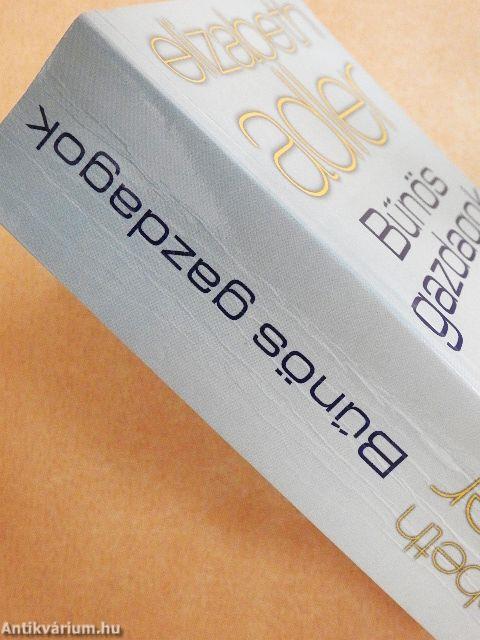 elizabeth
adler
Bűnös
gazdagok
Bűnös gazdagok
Antikvárium.hu